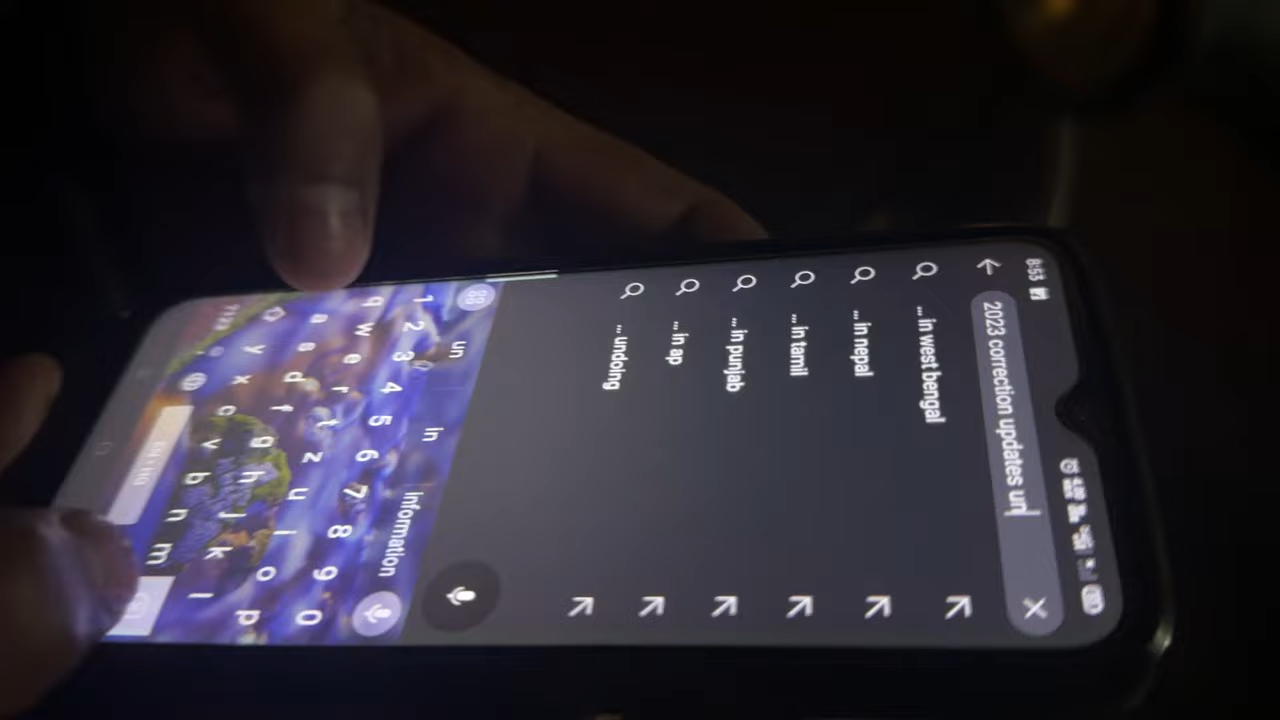 8:53
2023 correction updates un
... in west bengal
... in nepal
... in tamil
... in punjab
... in ap
... undoing
un in Information
1 2 3 4 5 6 7 8 9 0
q w e r t z u i o p
a s d f g h j k l
y x c v b n m